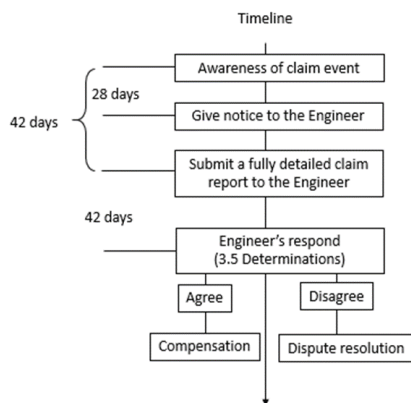 Timeline
Awareness of claim event
28 days
Give notice to the Engineer
42 days
Submit a fully detailed claim
report to the Engineer
42 days
Engineer's respond
(3.5 Determinations)
Agree
Disagree
Compensation
Dispute resolution